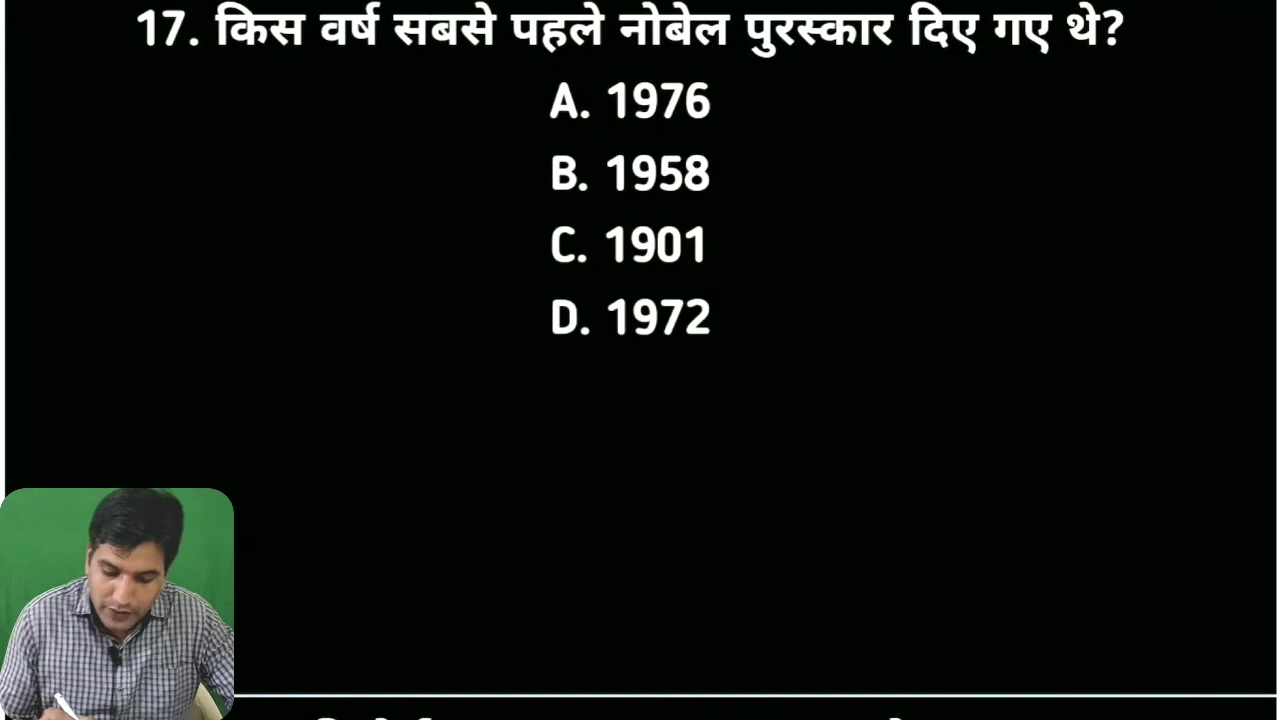 17. किस वर्ष सबसे पहले नोबेल पुरस्कार दिए गए थे?
A. 1976
B. 1958
C. 1901
D. 1972